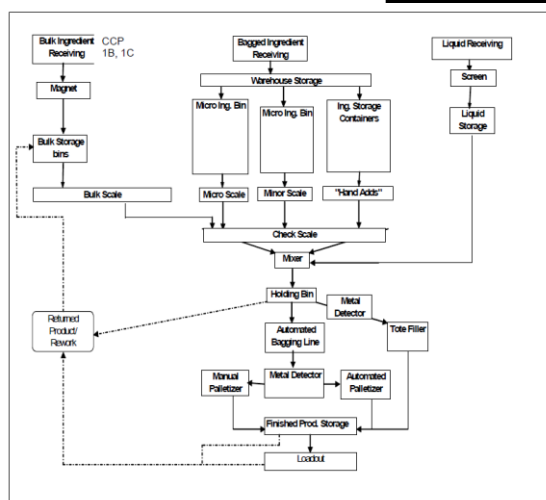 Bulk Ingredient
Receiving
CCP
1B, 1C
Bagged Ingredient
Receiving
Liquid Receiving
Magnet
Warehouse Storage
Screen
Micro Ing. Bin
Micro Ing. Bin
Ing. Storage
Containers
Liquid
Storage
Bulk Storage
bins
Bulk Scale
Micro Scale
Minor Scale
"Hand Adds"
Check Scale
Mixer
Holding Bin
Metal
Detector
Returned
Product/
Rework
Automated
Bagging Line
Tote Filler
Manual
Palletizer
Metal Detector
Automated
Palletizer
Finished Prod. Storage
Loadout